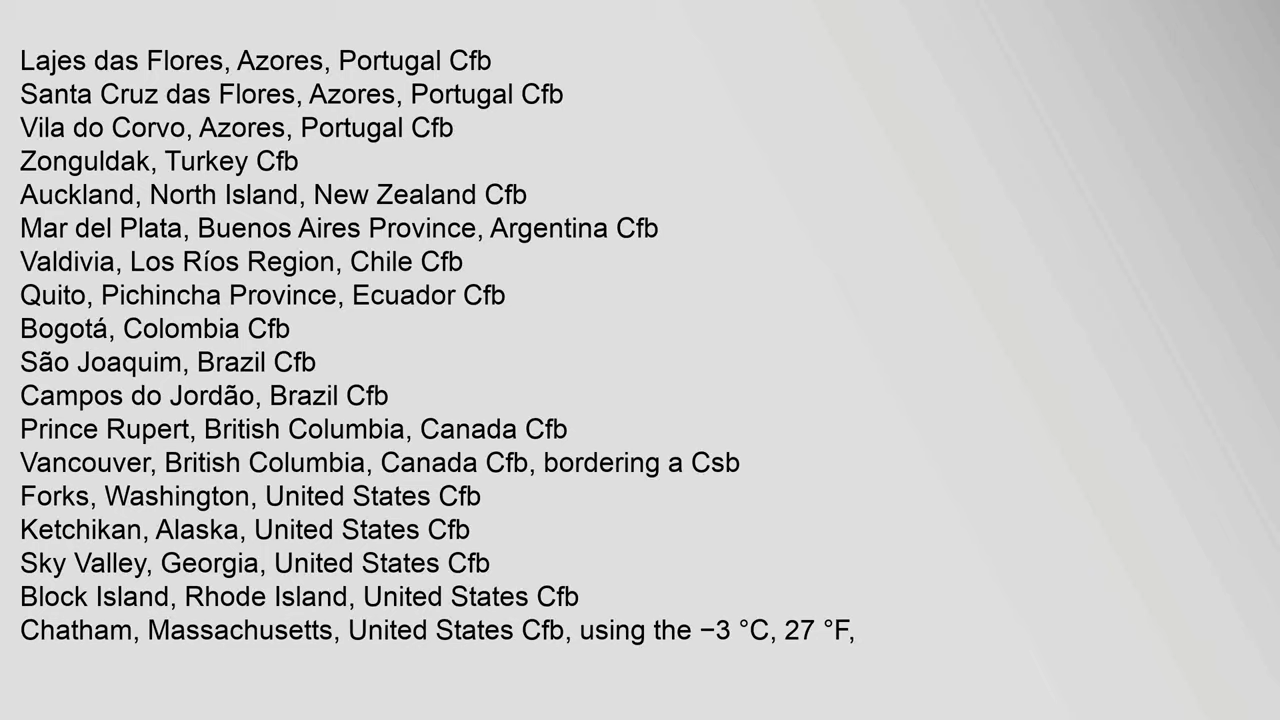 Lajes das Flores, Azores, Portugal Cfb
Santa Cruz das Flores, Azores, Portugal Cfb
Vila do Corvo, Azores, Portugal Cfb
Zonguldak, Turkey Cfb
Auckland, North Island, New Zealand Cfb
Mar del Plata, Buenos Aires Province, Argentina Cfb
Valdivia, Los Ríos Region, Chile Cfb
Quito, Pichincha Province, Ecuador Cfb
Bogotá, Colombia Cfb
São Joaquim, Brazil Cfb
Campos do Jordão, Brazil Cfb
Prince Rupert, British Columbia, Canada Cfb
Vancouver, British Columbia, Canada Cfb, bordering a Csb
Forks, Washington, United States Cfb
Ketchikan, Alaska, United States Cfb
Sky Valley, Georgia, United States Cfb
Block Island, Rhode Island, United States Cfb
Chatham, Massachusetts, United States Cfb, using the −3 °C, 27 °F,